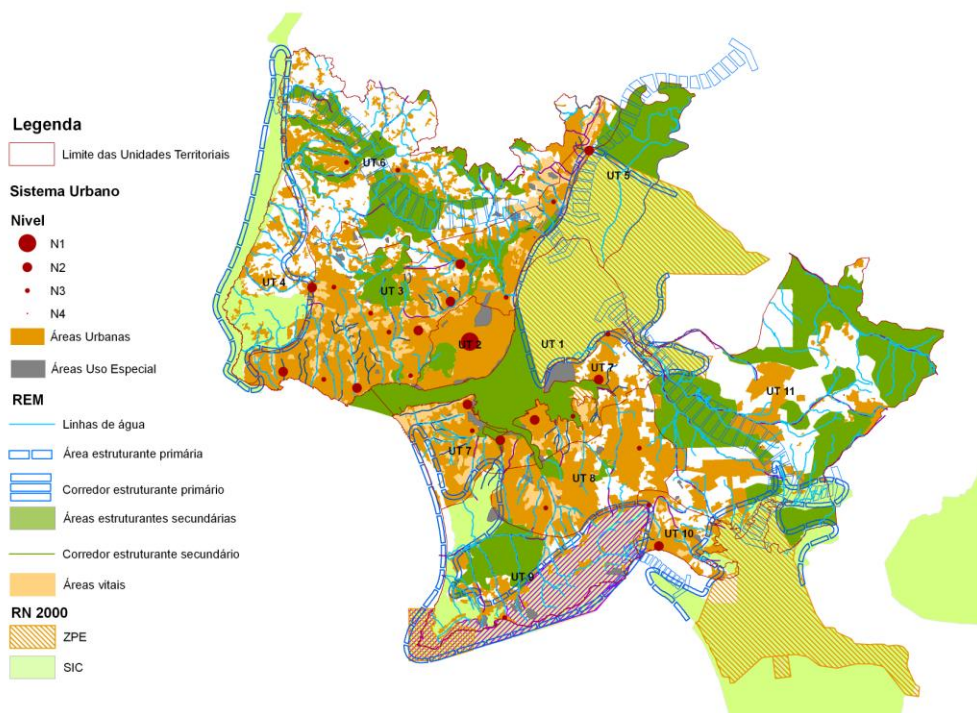 Legenda
Limite das Unidades Territoriais
Sistema Urbano
Nivel
N1
N2
N3
N4
Áreas Urbanas
Áreas Uso Especial
REM
Linhas de água
Área estruturante primária
Corredor estruturante primário
Áreas estruturantes secundárias
Corredor estruturante secundário
Áreas vitais
RN 2000
ZPE
SIC
UT 6
UT 5
UT 4
UT 3
UT 2
UT 1
UT 7
UT 11
UT 7
UT 8
UT 10
UT 9